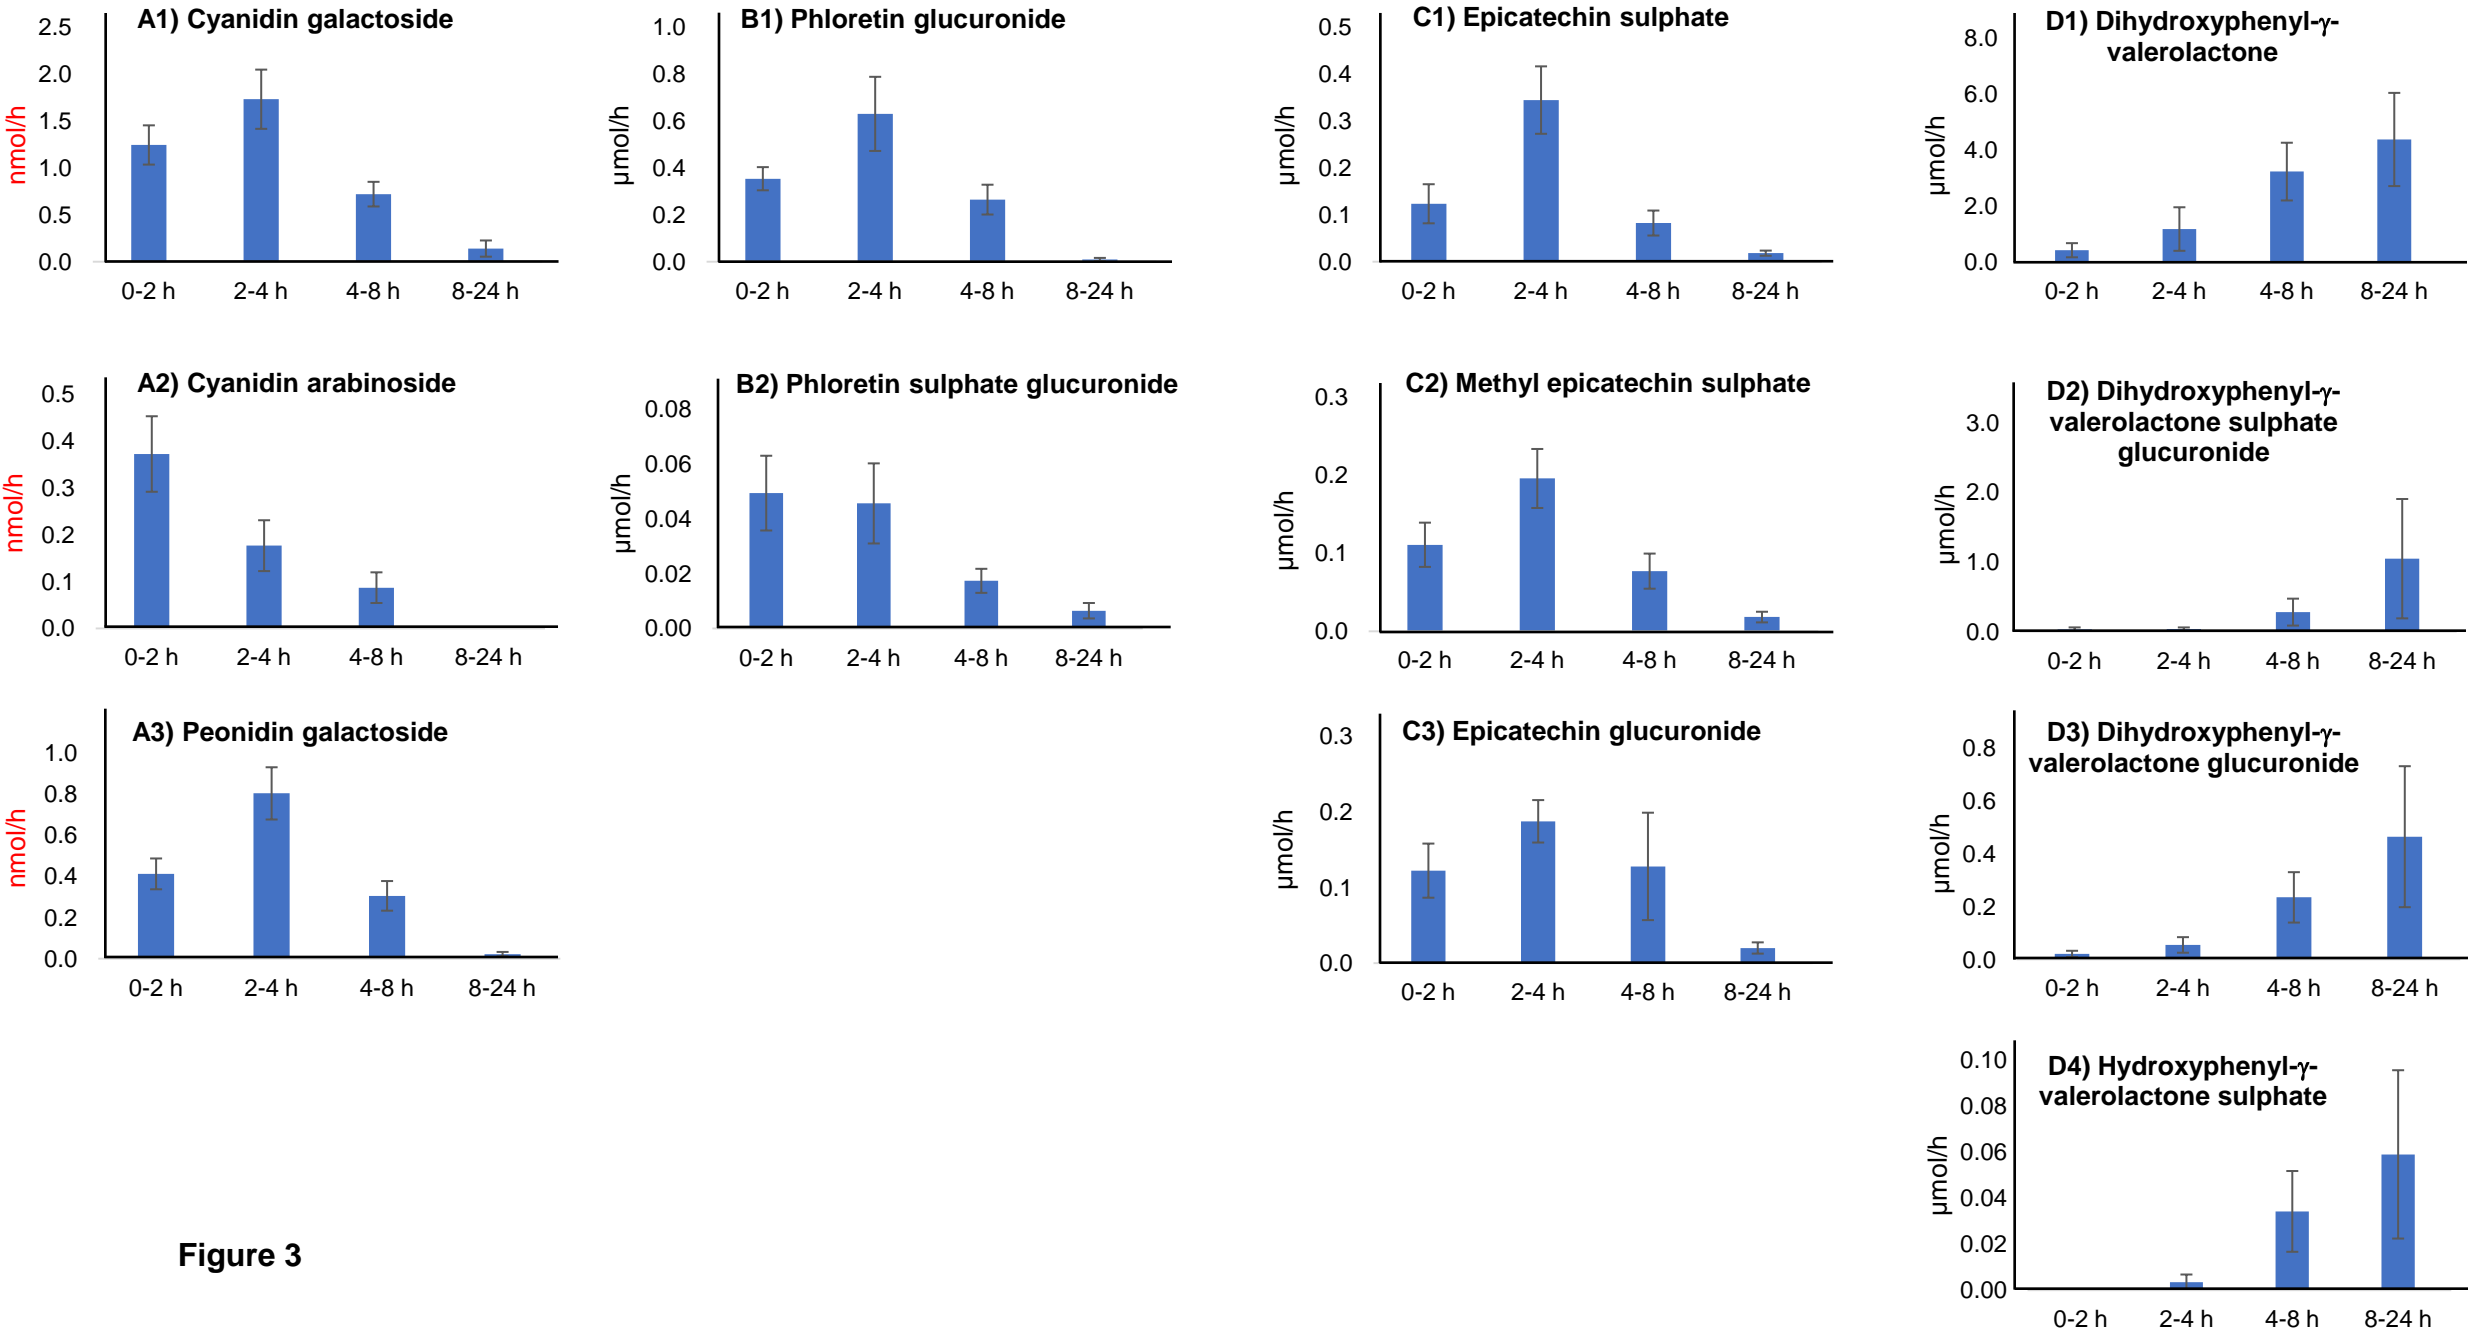 A1) Cyanidin galactoside
2.5
2.0
1.5
1.0
0.5
0.0
nmol/h
0-2 h 2-4 h 4-8 h 8-24 h
B1) Phloretin glucuronide
1.0
0.8
0.6
0.4
0.2
0.0
µmol/h
0-2 h 2-4 h 4-8 h 8-24 h
C1) Epicatechin sulphate
0.5
0.4
0.3
0.2
0.1
0.0
µmol/h
0-2 h 2-4 h 4-8 h 8-24 h
D1) Dihydroxyphenyl-γ-
valerolactone
8.0
6.0
4.0
2.0
0.0
µmol/h
0-2 h 2-4 h 4-8 h 8-24 h
A2) Cyanidin arabinoside
0.5
0.4
0.3
0.2
0.1
0.0
nmol/h
0-2 h 2-4 h 4-8 h 8-24 h
B2) Phloretin sulphate glucuronide
0.08
0.06
0.04
0.02
0.00
µmol/h
0-2 h 2-4 h 4-8 h 8-24 h
C2) Methyl epicatechin sulphate
0.3
0.2
0.1
0.0
µmol/h
0-2 h 2-4 h 4-8 h 8-24 h
D2) Dihydroxyphenyl-γ-
valerolactone sulphate
glucuronide
3.0
2.0
1.0
0.0
µmol/h
0-2 h 2-4 h 4-8 h 8-24 h
A3) Peonidin galactoside
1.0
0.8
0.6
0.4
0.2
0.0
nmol/h
0-2 h 2-4 h 4-8 h 8-24 h
C3) Epicatechin glucuronide
0.3
0.2
0.1
0.0
µmol/h
0-2 h 2-4 h 4-8 h 8-24 h
D3) Dihydroxyphenyl-γ-
valerolactone glucuronide
0.8
0.6
0.4
0.2
0.0
µmol/h
0-2 h 2-4 h 4-8 h 8-24 h
D4) Hydroxyphenyl-γ-
valerolactone sulphate
0.10
0.08
0.06
0.04
0.02
0.00
µmol/h
0-2 h 2-4 h 4-8 h 8-24 h
Figure 3